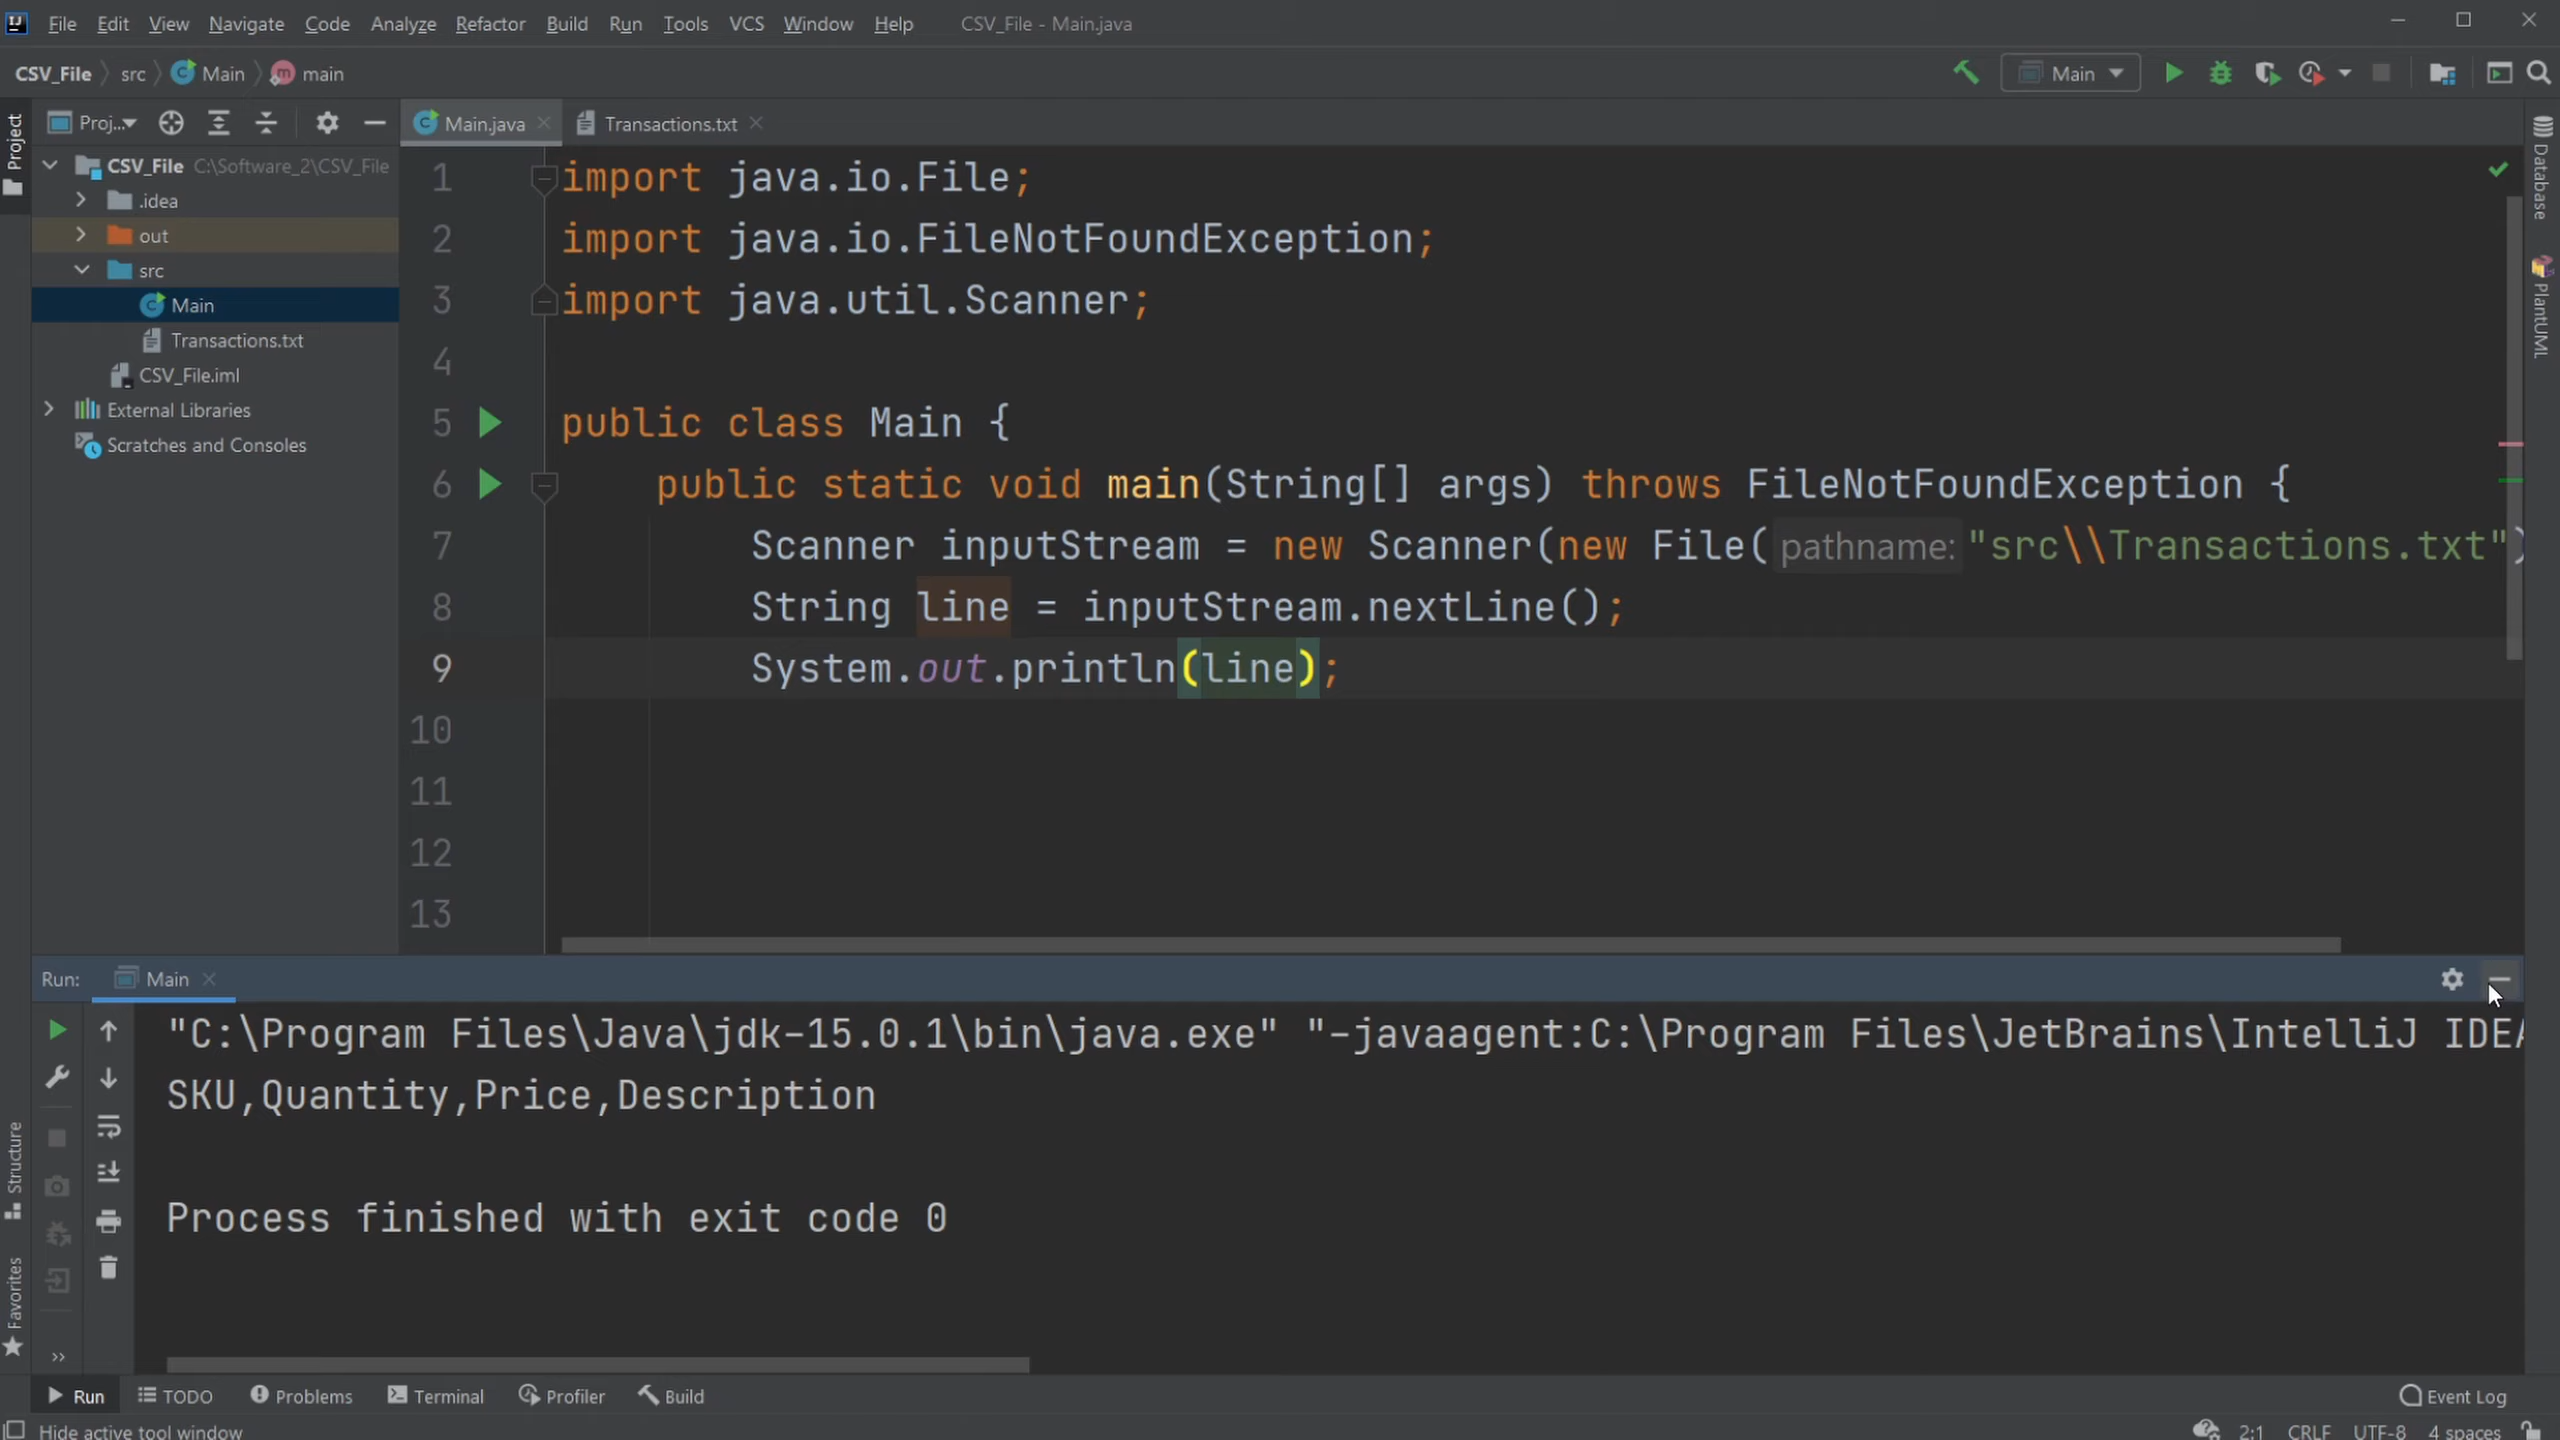 File Edit View Navigate Code Analyze Refactor Build Run Tools VCS Window Help CSV_File - Main.java
CSV_File src Main main Main
Proj... Main.java Transactions.txt
Project
CSV_File C:\Software_2\CSV_File
.idea
out
src
Main
Transactions.txt
CSV_File.iml
External Libraries
Scratches and Consoles
1 import java.io.File;
2 import java.io.FileNotFoundException;
3 import java.util.Scanner;
4
5 public class Main {
6 public static void main(String[] args) throws FileNotFoundException {
7 Scanner inputStream = new Scanner(new File( pathname: "src\\Transactions.txt")
8 String line = inputStream.nextLine();
9 System.out.println(line);
10
11
12
13
Database
PlantUML
Run: Main
"C:\Program Files\Java\jdk-15.0.1\bin\java.exe" "-javaagent:C:\Program Files\JetBrains\IntelliJ IDEA
SKU,Quantity,Price,Description
Process finished with exit code 0
Structure
Favorites
Run TODO Problems Terminal Profiler Build Event Log
Hide active tool window 2:1 CRLF UTF-8 4 spaces